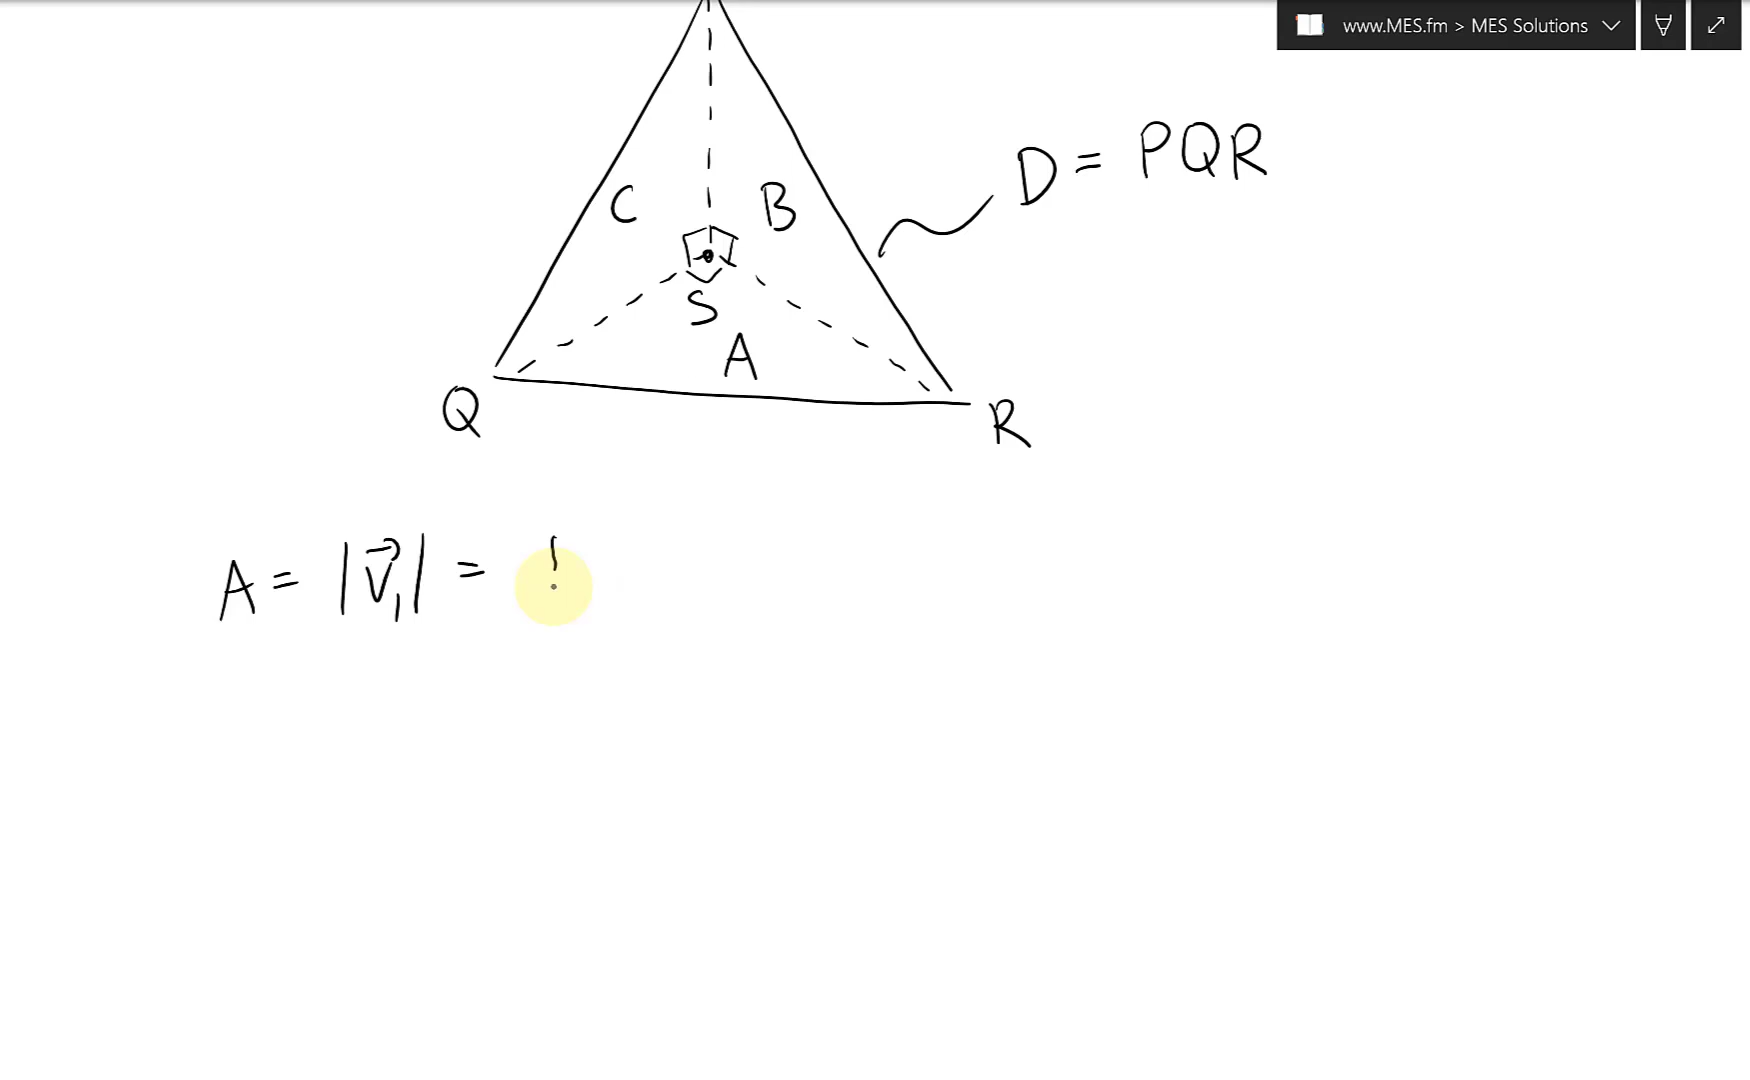 www.MES.fm > MES Solutions
D = PQR
C B
S
A
Q R
A = |v⃗₁| =